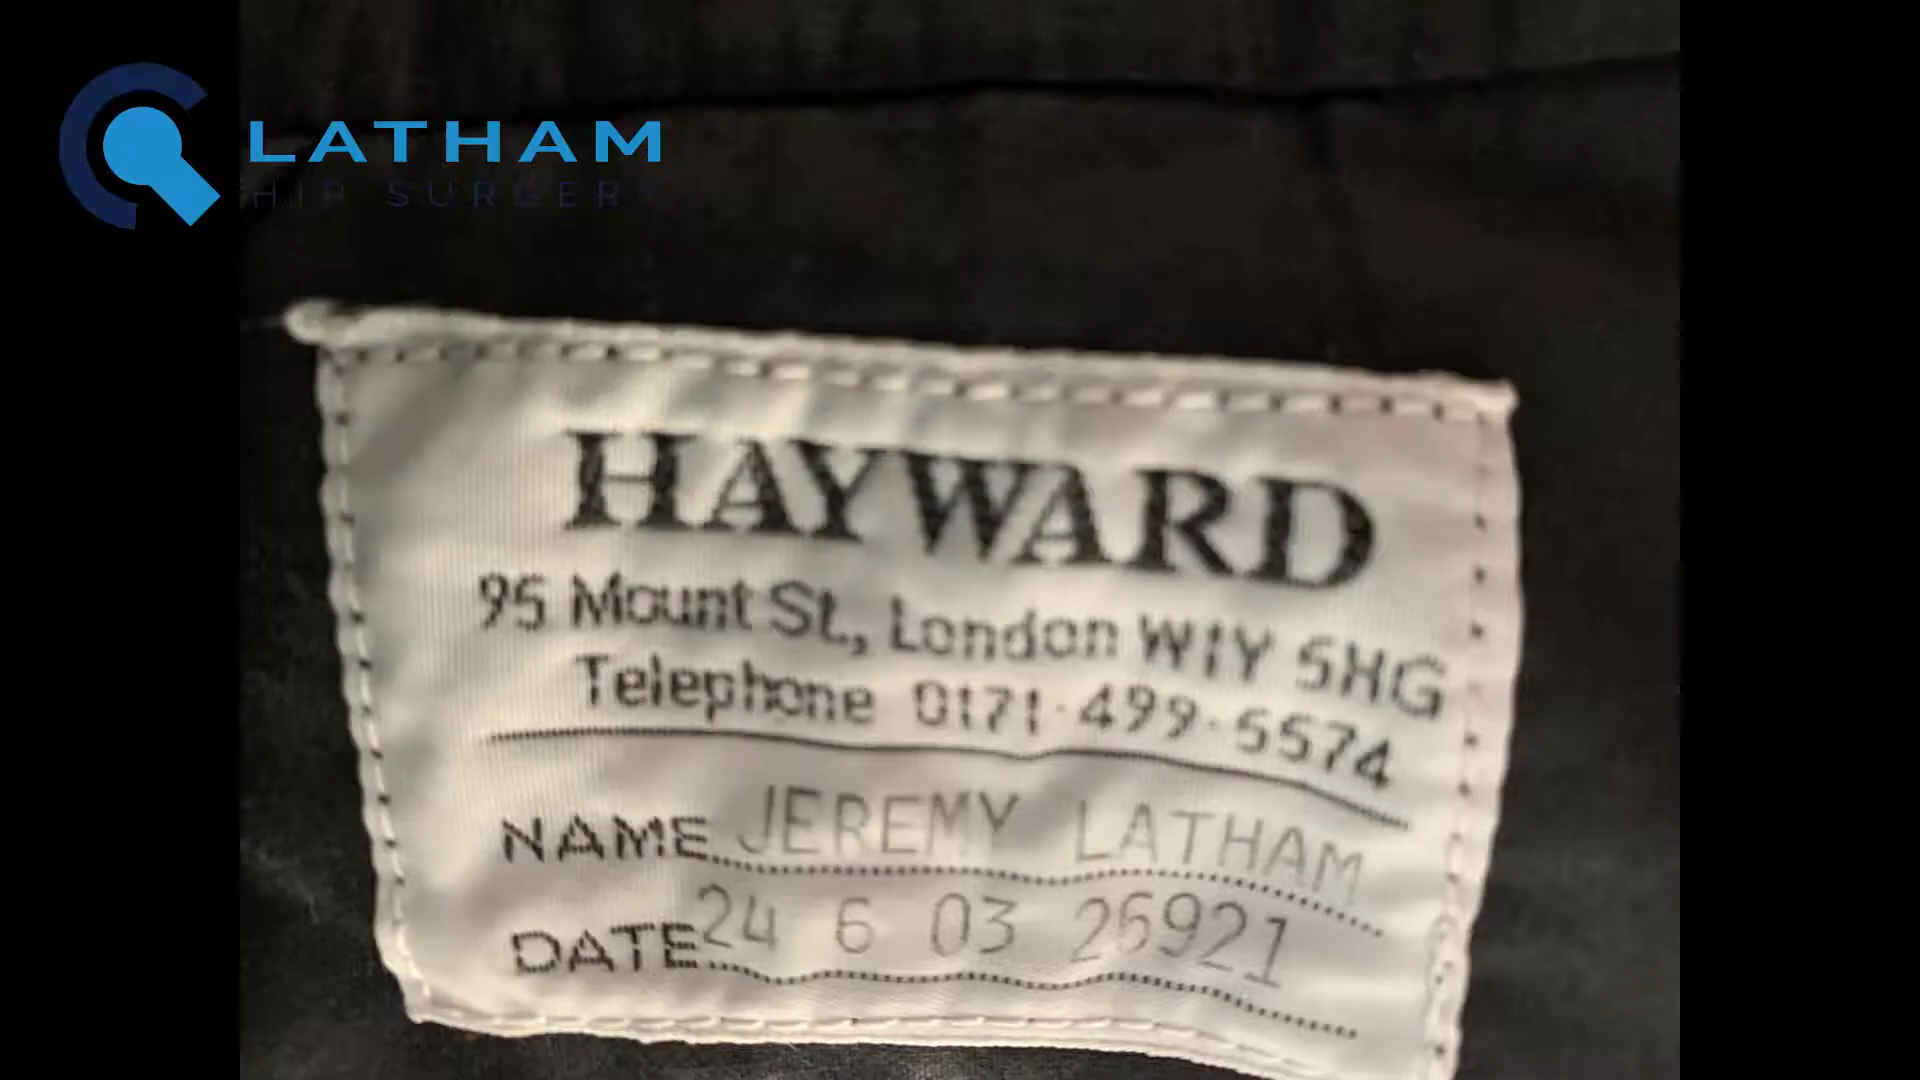 LATHAM
HIP SURGERY
HAYWARD
95 Mount St., London W1Y 5HG
Telephone 0171·499·5574
NAME JEREMY LATHAM
DATE 24 6 03 26921